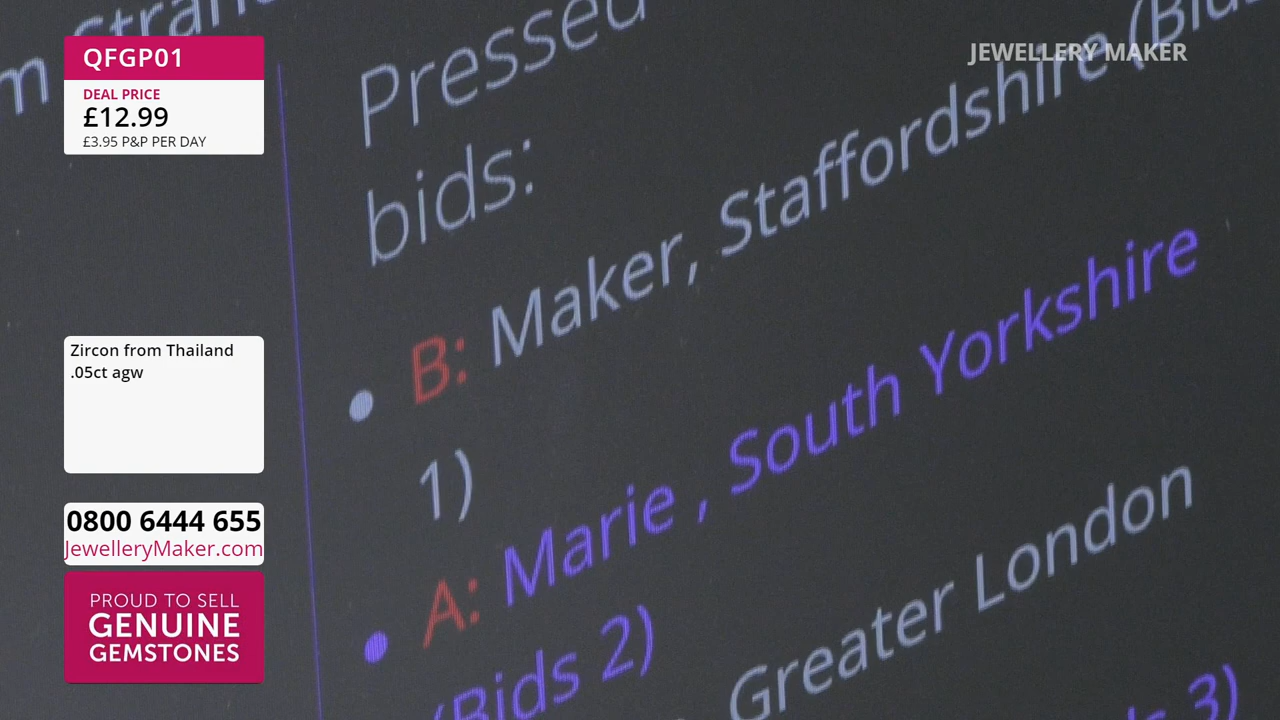 QFGP01
DEAL PRICE
£12.99
£3.95 P&P PER DAY
Zircon from Thailand
.05ct agw
0800 6444 655
JewelleryMaker.com
PROUD TO SELL
GENUINE
GEMSTONES
JEWELLERY MAKER
Pressed
bids:
B: Maker, Staffordshire (Bids
1)
A: Marie , South Yorkshire
(Bids 2)
Greater London
3)